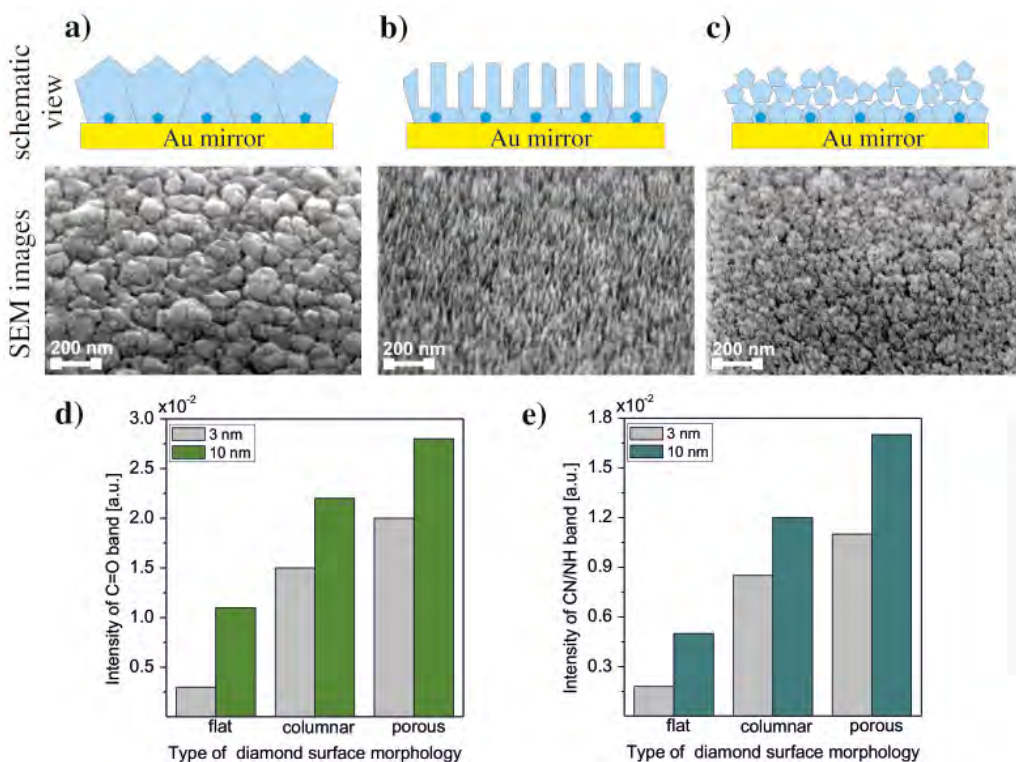 a)
b)
c)
schematic
view
Au mirror
Au mirror
Au mirror
SEM images
200 nm
200 nm
200 nm
d)
x10⁻²
3.0
2.5
2.0
1.5
1.0
0.5
Intensity of C=O band [a.u.]
3 nm
10 nm
flat
columnar
porous
Type of diamond surface morphology
e)
x10⁻²
1.8
1.5
1.2
0.9
0.6
0.3
Intensity of CN/NH band [a.u.]
3 nm
10 nm
flat
columnar
porous
Type of diamond surface morphology